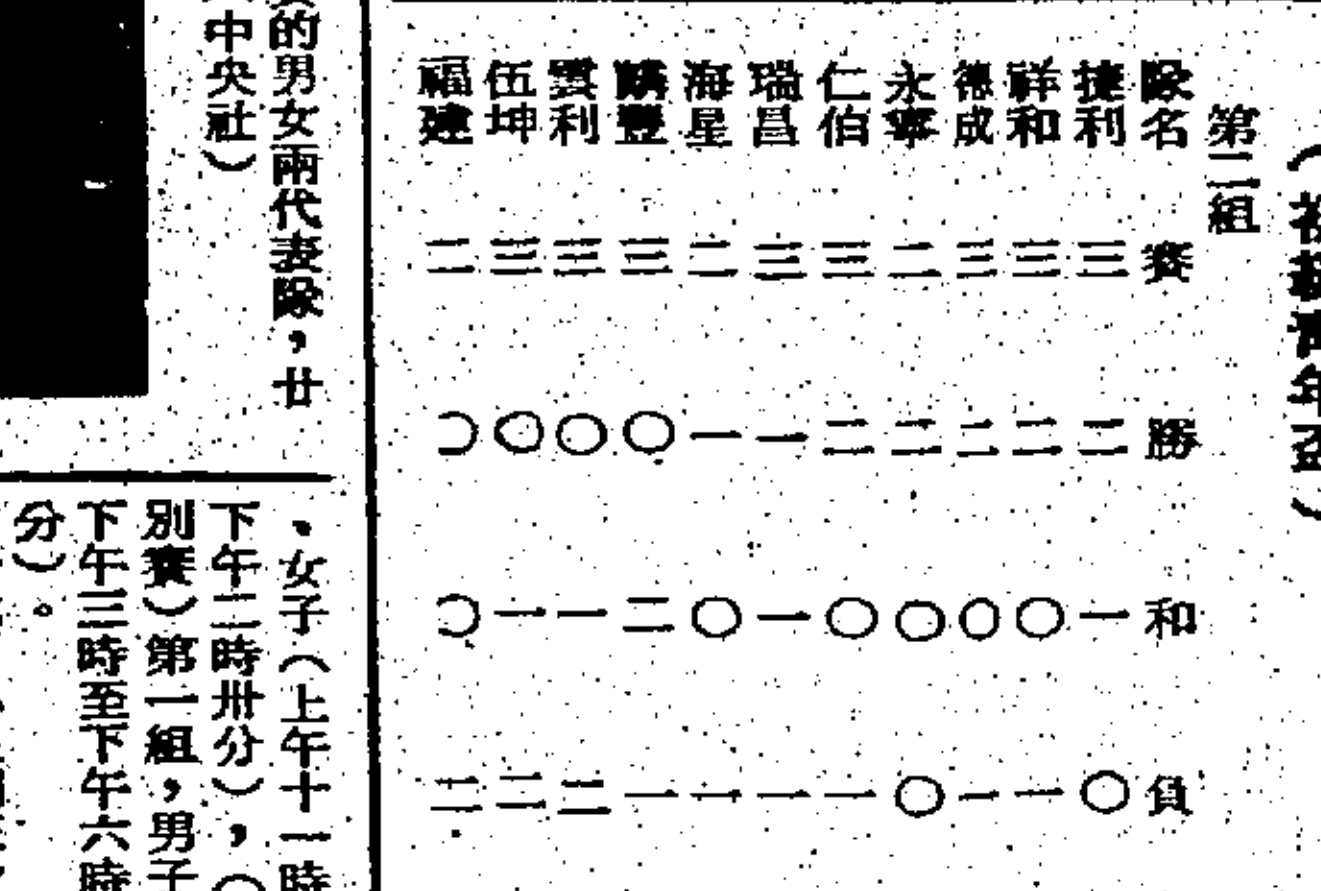 第二組
隊名 賽 勝 和 負
捷利 三 二 一 〇
祥和 三 二 〇 一
德成 三 二 〇 一
永寧 二 二 〇 〇
仁伯 三 二 〇 一
瑞昌 三 一 一 一
海星 二 一 〇 一
豐 三 〇 二 一
利 三 〇 一 二
伍坤 三 〇 一 二
福建 二 〇 〇 二
的男女兩代表隊，廿
中央社）
、女子（上午十一時
下午二時卅分），（
別賽）第一組，男子
下午三時至下午六時
分）。